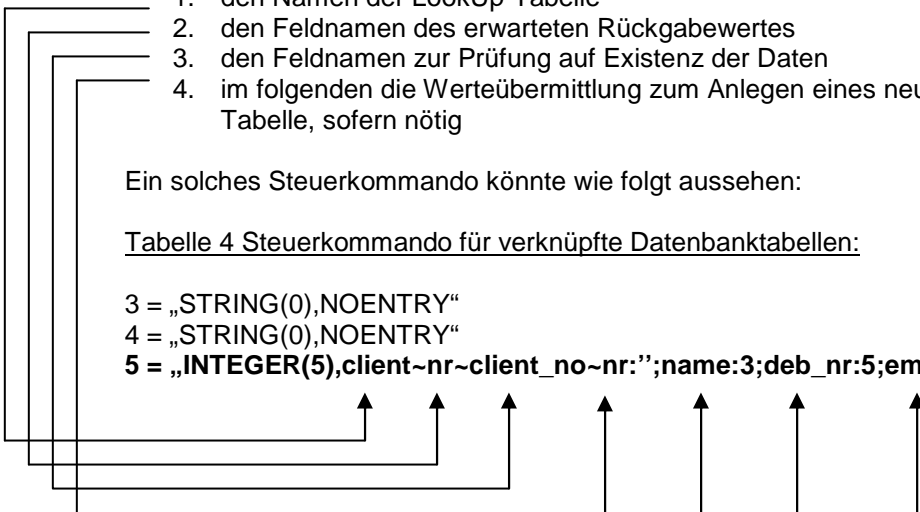 1. den Namen der LookUp Tabelle
2. den Feldnamen des erwarteten Rückgabewertes
3. den Feldnamen zur Prüfung auf Existenz der Daten
4. im folgenden die Werteübermittlung zum Anlegen eines neu
Tabelle, sofern nötig
Ein solches Steuerkommando könnte wie folgt aussehen:
Tabelle 4 Steuerkommando für verknüpfte Datenbanktabellen:
3 = „STRING(0),NOENTRY“
4 = „STRING(0),NOENTRY“
5 = „INTEGER(5),client~nr~client_no~nr:'';name:3;deb_nr:5;em